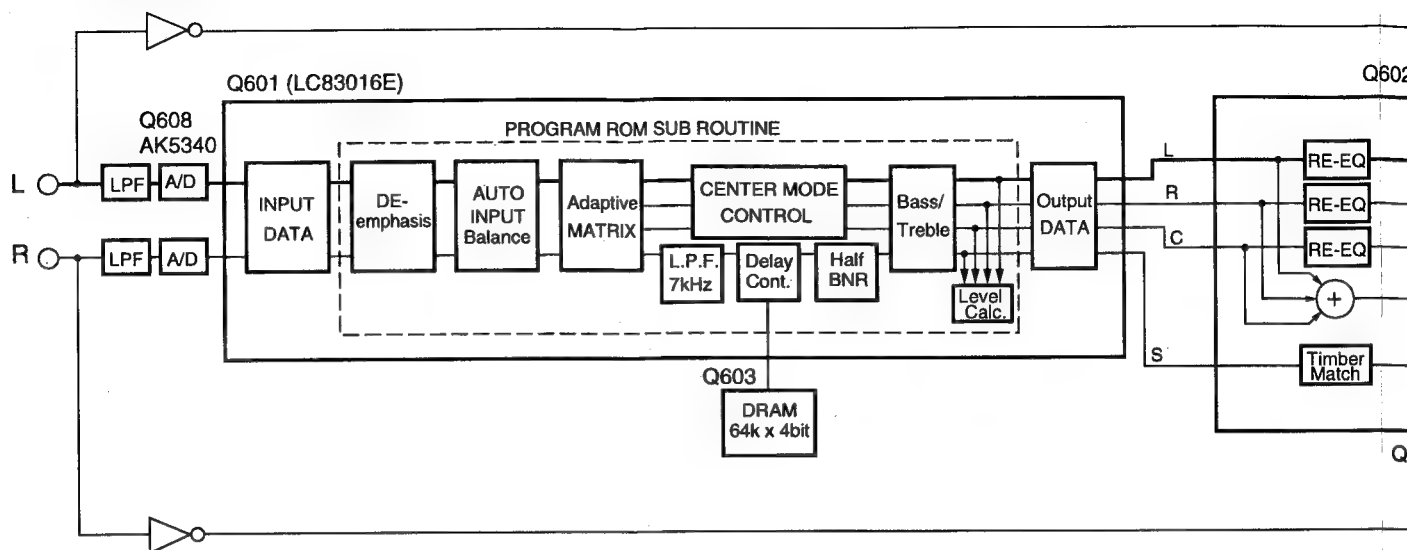 Q601 (LC83016E)
Q602
Q608
AK5340
PROGRAM ROM SUB ROUTINE
L
LPF
A/D
INPUT
DATA
DE-
emphasis
AUTO
INPUT
Balance
Adaptive
MATRIX
CENTER MODE
CONTROL
Bass/
Treble
Output
DATA
L
R
C
S
RE-EQ
RE-EQ
RE-EQ
+
R
LPF
A/D
L.P.F.
7kHz
Delay
Cont.
Half
BNR
Level
Calc.
Timber
Match
Q603
DRAM
64k x 4bit
Q